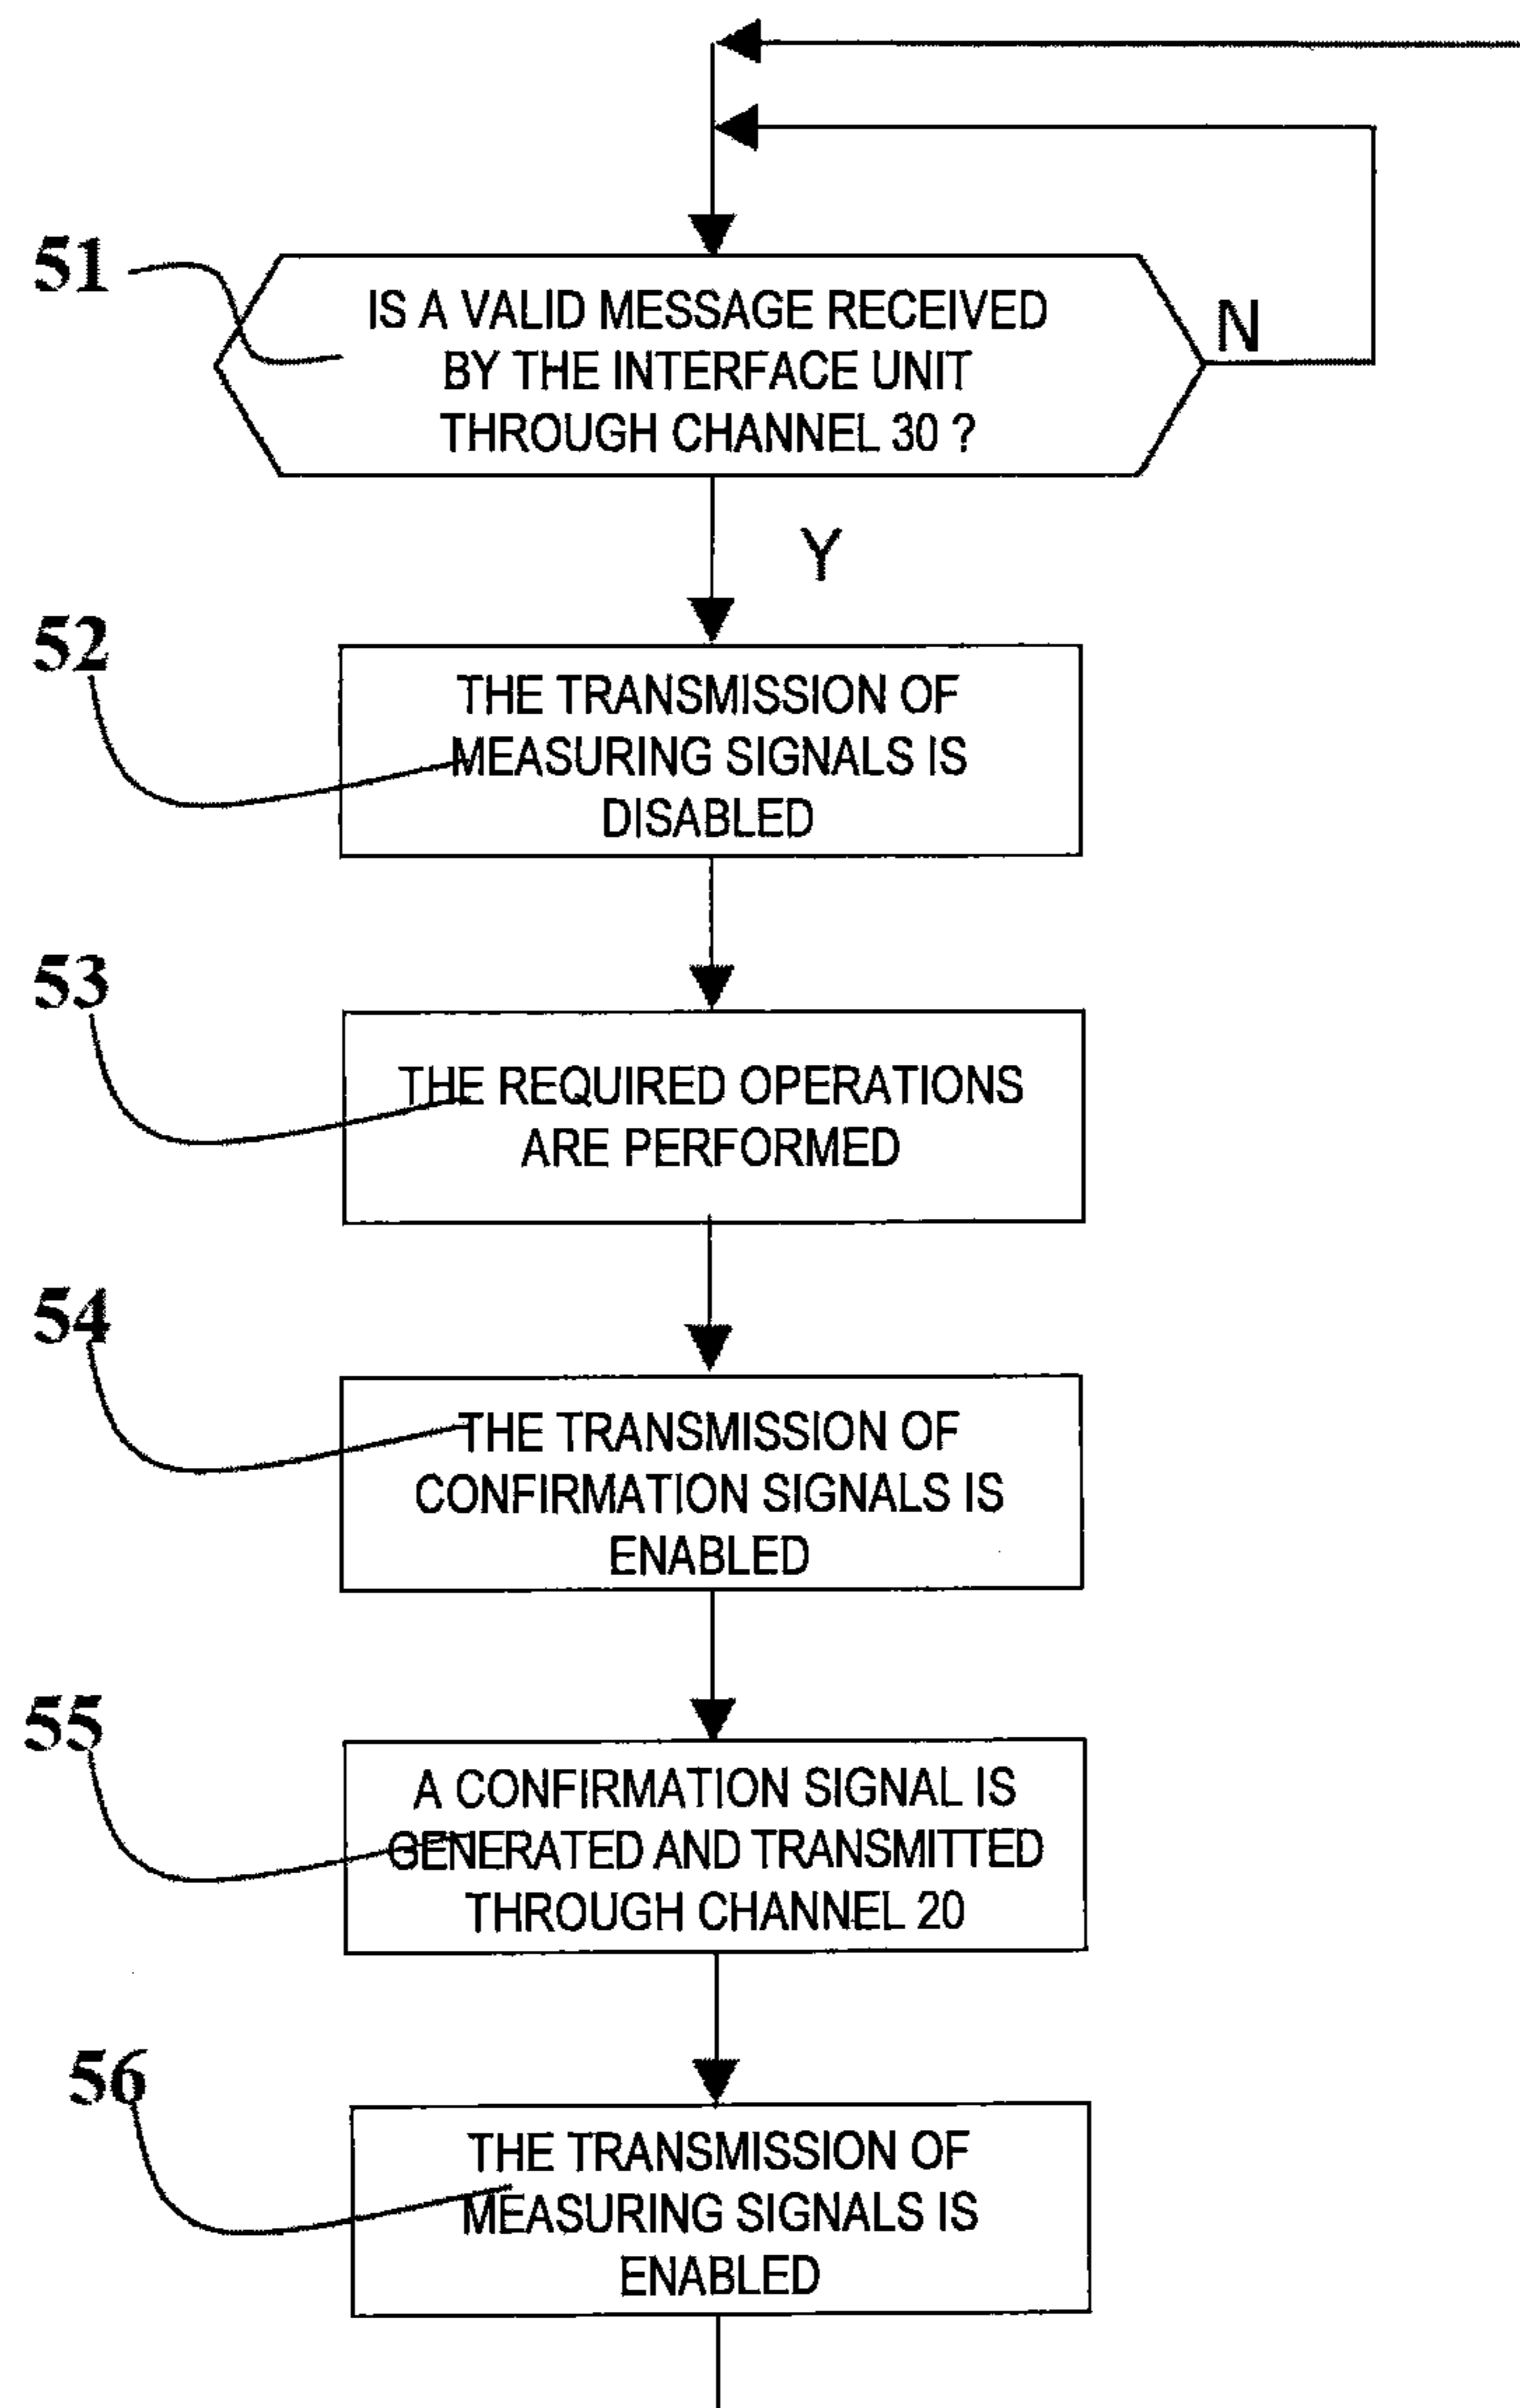 51
IS A VALID MESSAGE RECEIVED
BY THE INTERFACE UNIT
THROUGH CHANNEL 30 ?
N
Y
52
THE TRANSMISSION OF
MEASURING SIGNALS IS
DISABLED
53
THE REQUIRED OPERATIONS
ARE PERFORMED
54
THE TRANSMISSION OF
CONFIRMATION SIGNALS IS
ENABLED
55
A CONFIRMATION SIGNAL IS
GENERATED AND TRANSMITTED
THROUGH CHANNEL 20
56
THE TRANSMISSION OF
MEASURING SIGNALS IS
ENABLED